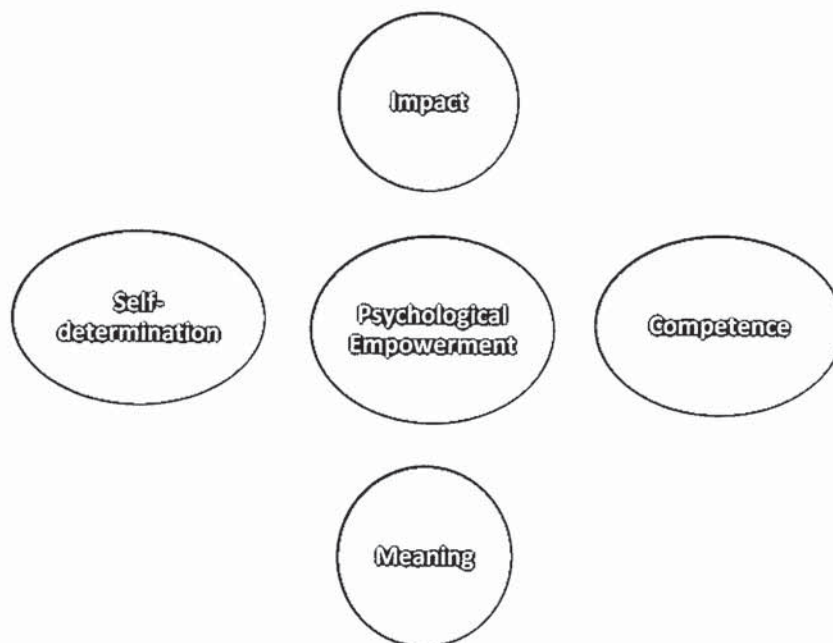 Impact
Self-
determination
Psychological
Empowerment
Competence
Meaning